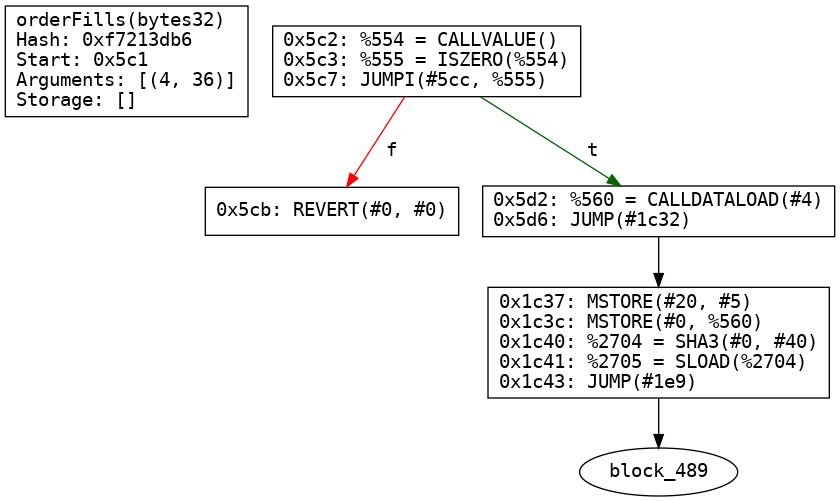 orderFills(bytes32)
Hash: 0xf7213db6
Start: 0x5c1
Arguments: [(4, 36)]
Storage: []
0x5c2: %554 = CALLVALUE()
0x5c3: %555 = ISZERO(%554)
0x5c7: JUMPI(#5cc, %555)
f
t
0x5cb: REVERT(#0, #0)
0x5d2: %560 = CALLDATALOAD(#4)
0x5d6: JUMP(#1c32)
0x1c37: MSTORE(#20, #5)
0x1c3c: MSTORE(#0, %560)
0x1c40: %2704 = SHA3(#0, #40)
0x1c41: %2705 = SLOAD(%2704)
0x1c43: JUMP(#1e9)
block_489